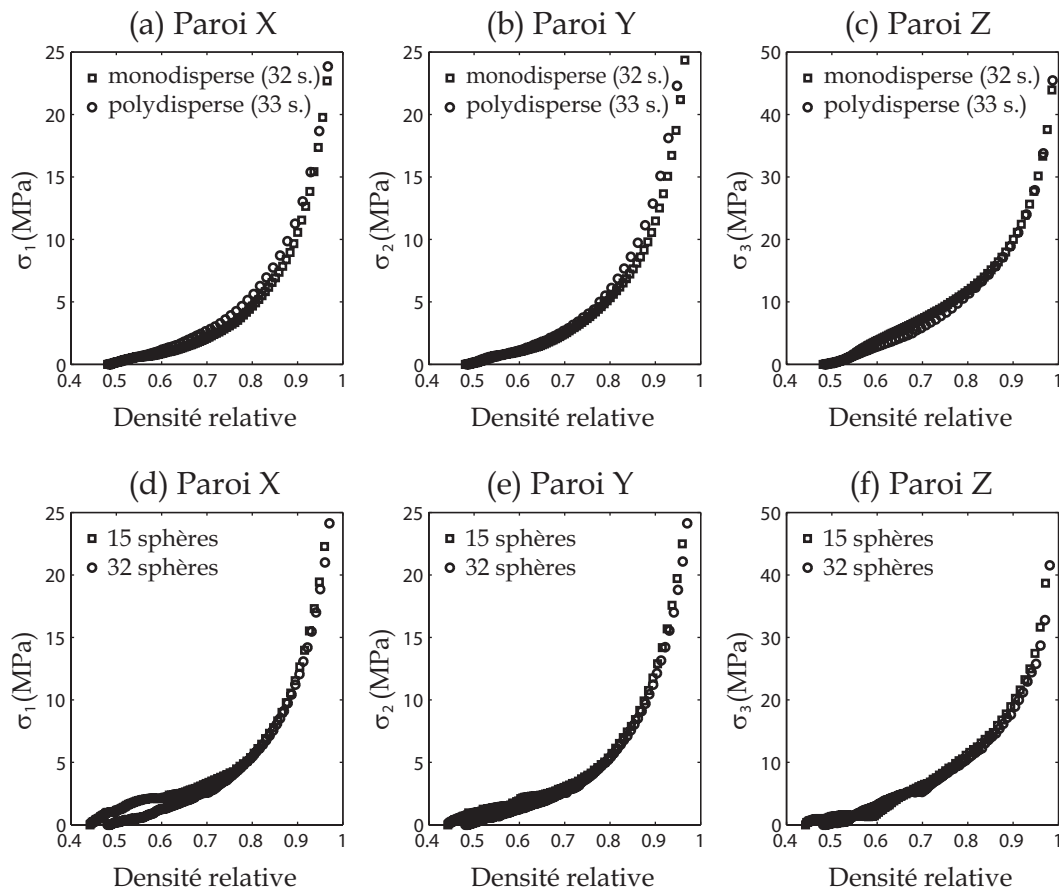 (a) Paroi X
25
20
15
10
5
0
σ1 (MPa)
monodisperse (32 s.)
polydisperse (33 s.)
0.4 0.5 0.6 0.7 0.8 0.9 1
Densité relative
(b) Paroi Y
25
20
15
10
5
0
σ2 (MPa)
monodisperse (32 s.)
polydisperse (33 s.)
0.4 0.5 0.6 0.7 0.8 0.9 1
Densité relative
(c) Paroi Z
50
40
30
20
10
0
σ3 (MPa)
monodisperse (32 s.)
polydisperse (33 s.)
0.4 0.5 0.6 0.7 0.8 0.9 1
Densité relative
(d) Paroi X
25
20
15
10
5
0
σ1 (MPa)
15 sphères
32 sphères
0.4 0.5 0.6 0.7 0.8 0.9 1
Densité relative
(e) Paroi Y
25
20
15
10
5
0
σ2 (MPa)
15 sphères
32 sphères
0.4 0.5 0.6 0.7 0.8 0.9 1
Densité relative
(f) Paroi Z
50
40
30
20
10
0
σ3 (MPa)
15 sphères
32 sphères
0.4 0.5 0.6 0.7 0.8 0.9 1
Densité relative